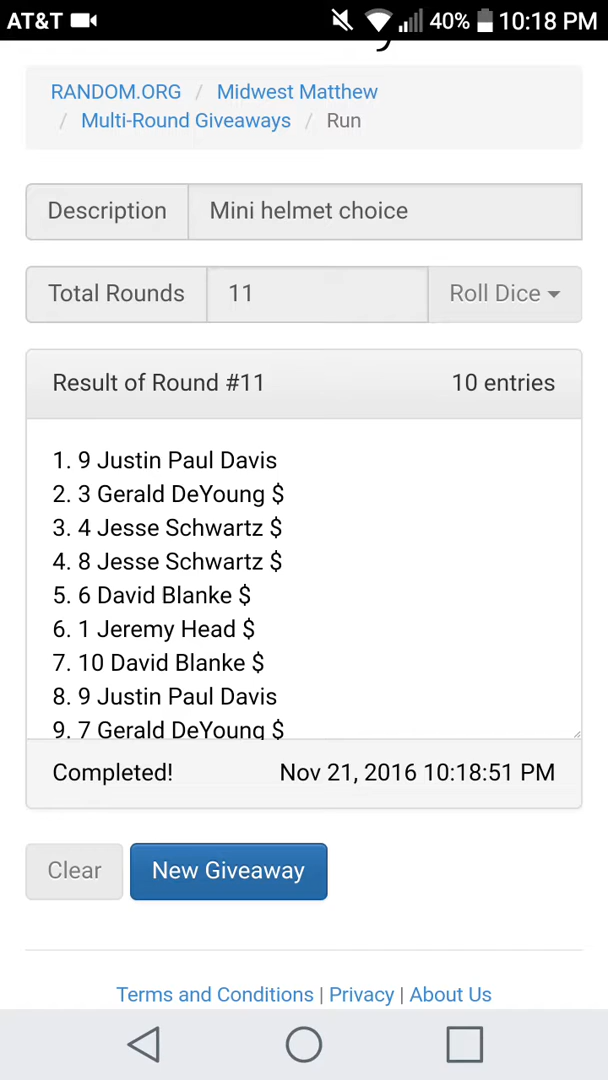 AT&T 40% 10:18 PM
RANDOM.ORG / Midwest Matthew
/ Multi-Round Giveaways / Run
Description Mini helmet choice
Total Rounds 11 Roll Dice
Result of Round #11 10 entries
1. 9 Justin Paul Davis
2. 3 Gerald DeYoung $
3. 4 Jesse Schwartz $
4. 8 Jesse Schwartz $
5. 6 David Blanke $
6. 1 Jeremy Head $
7. 10 David Blanke $
8. 9 Justin Paul Davis
9. 7 Gerald DeYoung $
Completed! Nov 21, 2016 10:18:51 PM
Clear New Giveaway
Terms and Conditions | Privacy | About Us